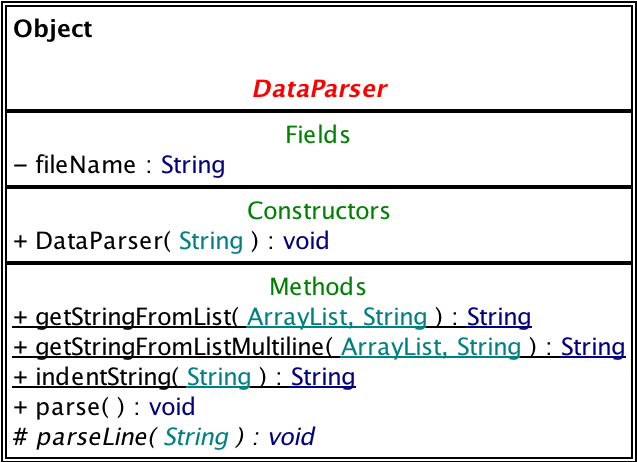 Object
DataParser
Fields
– fileName : String
Constructors
+ DataParser( String ) : void
Methods
+ getStringFromList( ArrayList, String ) : String
+ getStringFromListMultiline( ArrayList, String ) : String
+ indentString( String ) : String
+ parse( ) : void
# parseLine( String ) : void